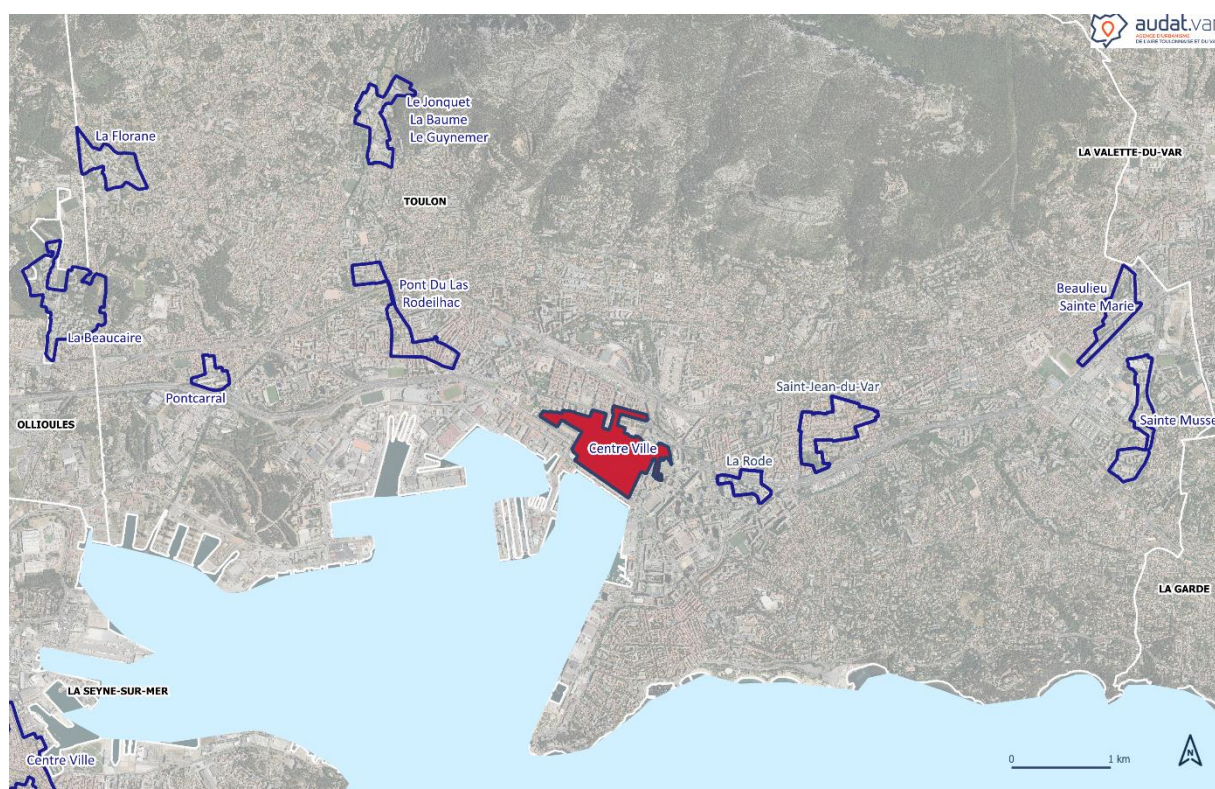 audat.var
AGENCE D'URBANISME
DE L'AIRE TOULONNAISE ET DU VAR
Le Jonquet
La Baume
Le Guynemer
La Florane
LA VALETTE-DU-VAR
TOULON
Pont Du Las
Rodeilhac
Beaulieu
Sainte Marie
La Beaucaire
Pontcarral
Saint-Jean-du-Var
OLLIOULES
Sainte Musse
Centre Ville
La Rode
LA GARDE
LA SEYNE-SUR-MER
Centre Ville
0 1 km
N